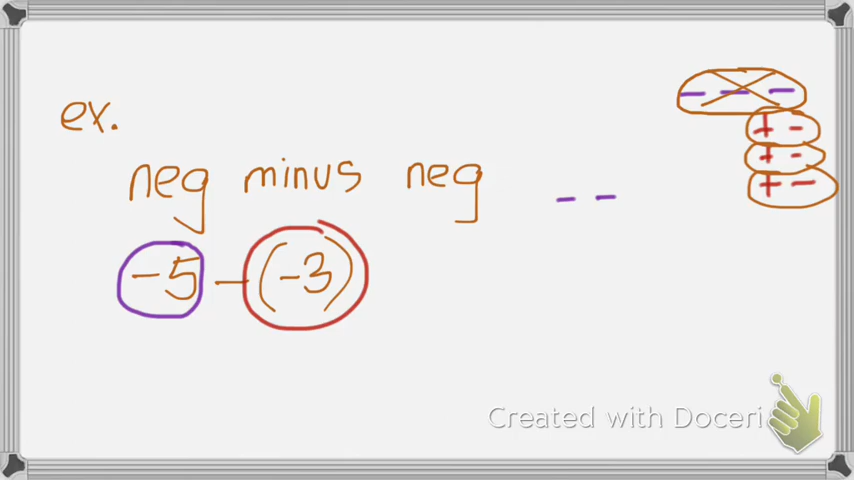 ex.
neg minus neg
- -
-5 - (-3)
- - -
+ -
+ -
+ -
Created with Doceri